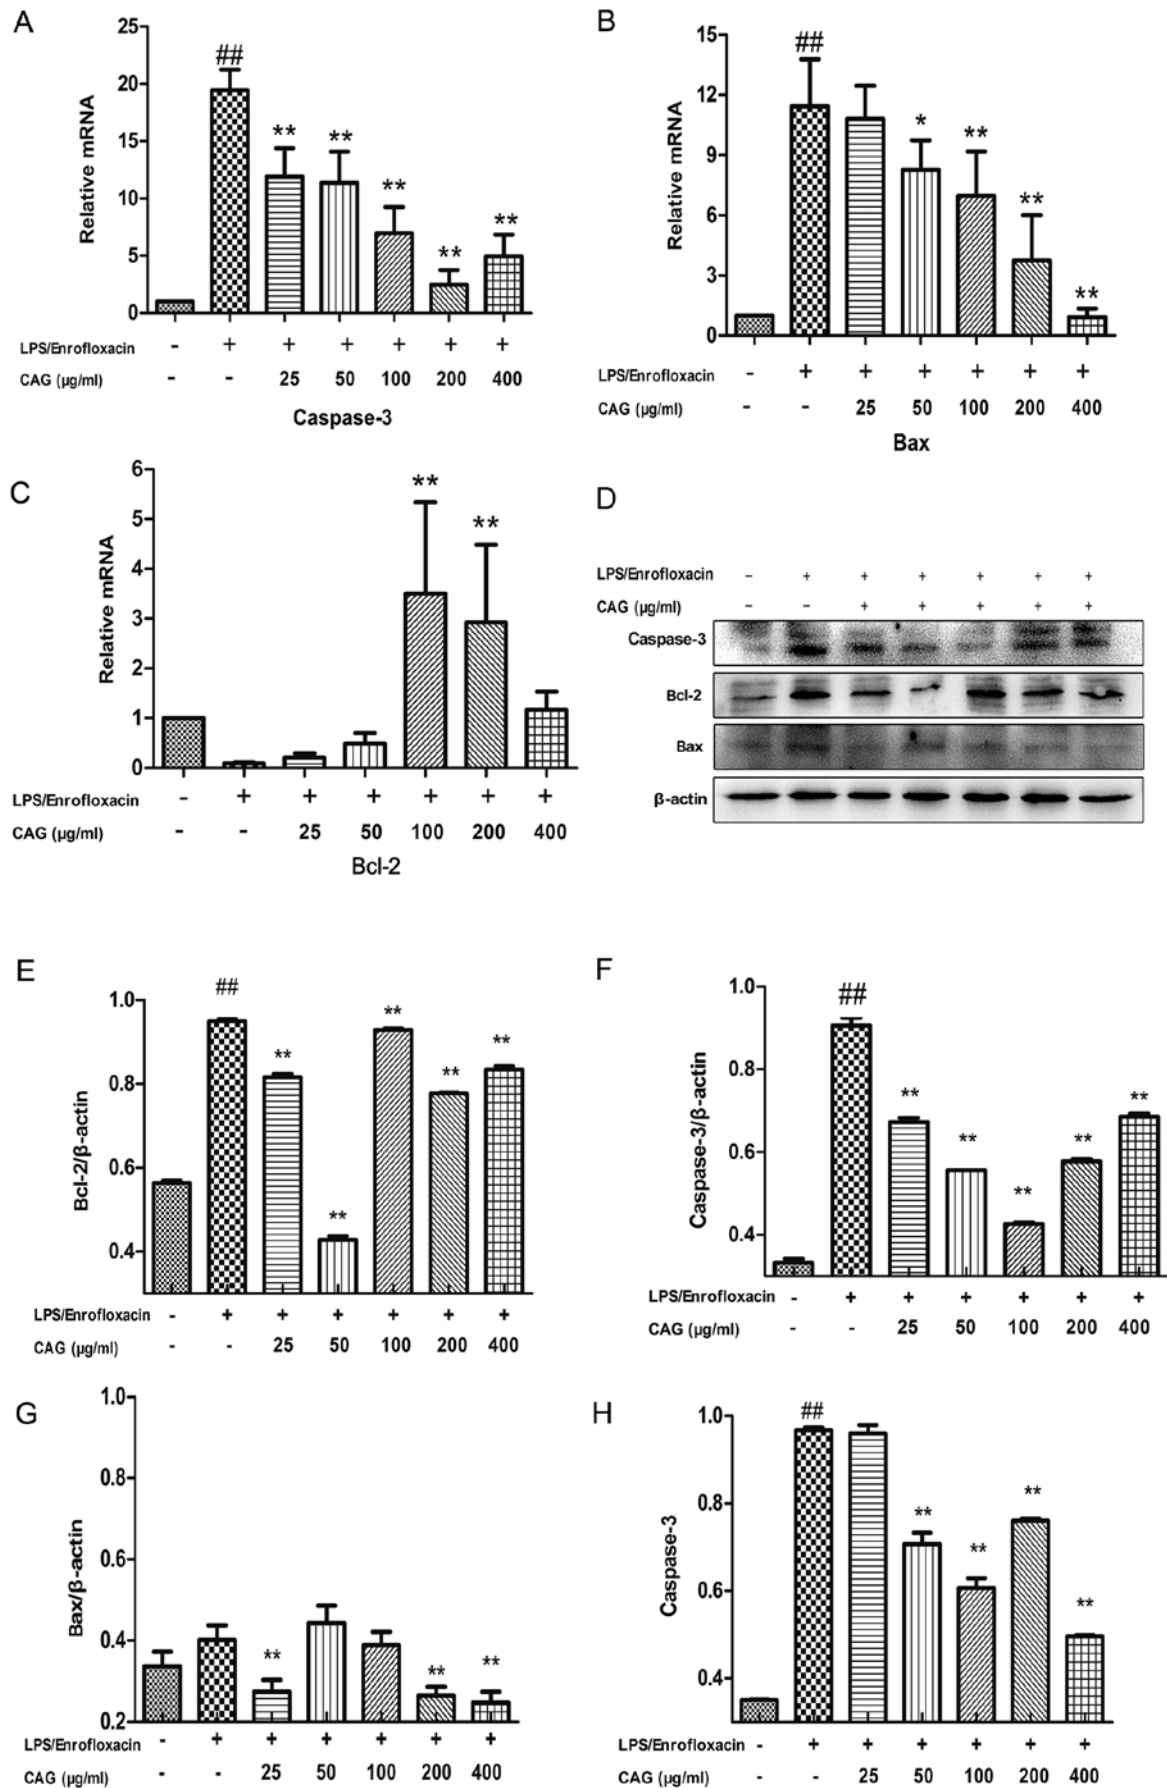 A
25
##
20
15
**
**
**
10
**
**
5
0
Relative mRNA
LPS/Enrofloxacin - + + + + + +
CAG (µg/ml) - - 25 50 100 200 400
Caspase-3
B
15
##
12
*
**
9
**
6
3
**
0
Relative mRNA
LPS/Enrofloxacin - + + + + + +
CAG (µg/ml) - - 25 50 100 200 400
Bax
C
6
**
5
**
4
3
2
1
0
Relative mRNA
LPS/Enrofloxacin - + + + + + +
CAG (µg/ml) - - 25 50 100 200 400
Bcl-2
D
LPS/Enrofloxacin - + + + + + +
CAG (µg/ml) - - + + + + +
Caspase-3
Bcl-2
Bax
β-actin
E
##
1.0
**
**
**
0.8
**
0.6
**
0.4
Bcl-2/β-actin
LPS/Enrofloxacin - + + + + + +
CAG (µg/ml) - - 25 50 100 200 400
F
1.0
##
0.8
**
**
**
**
0.6
**
0.4
Caspase-3/β-actin
LPS/Enrofloxacin - + + + + + +
CAG (µg/ml) - - 25 50 100 200 400
G
1.0
0.8
0.6
0.4
**
**
**
0.2
Bax/β-actin
LPS/Enrofloxacin - + + + + + +
CAG (µg/ml) - - 25 50 100 200 400
H
##
1.0
0.8
**
**
**
0.6
**
0.4
Caspase-3
LPS/Enrofloxacin - + + + + + +
CAG (µg/ml) - - 25 50 100 200 400